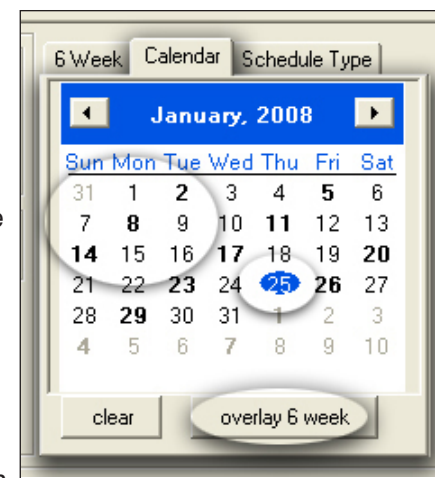 6 Week Calendar Schedule Type
January, 2008
Sun Mon Tue Wed Thu Fri Sat
31 1 2 3 4 5 6
7 8 9 10 11 12 13
14 15 16 17 18 19 20
21 22 23 24 25 26 27
28 29 30 31 1 2 3
4 5 6 7 8 9 10
clear overlay 6 week